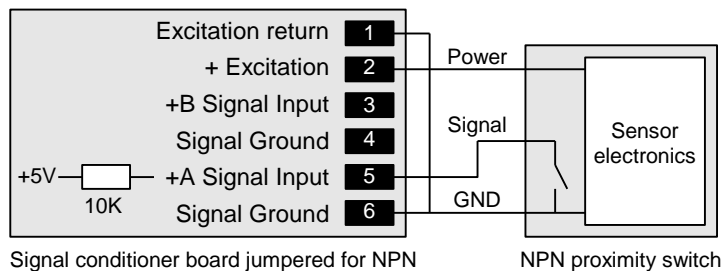 Excitation return 1
+ Excitation 2
+B Signal Input 3
Signal Ground 4
+5V
10K
+A Signal Input 5
Signal Ground 6
Power
Signal
GND
Sensor
electronics
Signal conditioner board jumpered for NPN
NPN proximity switch